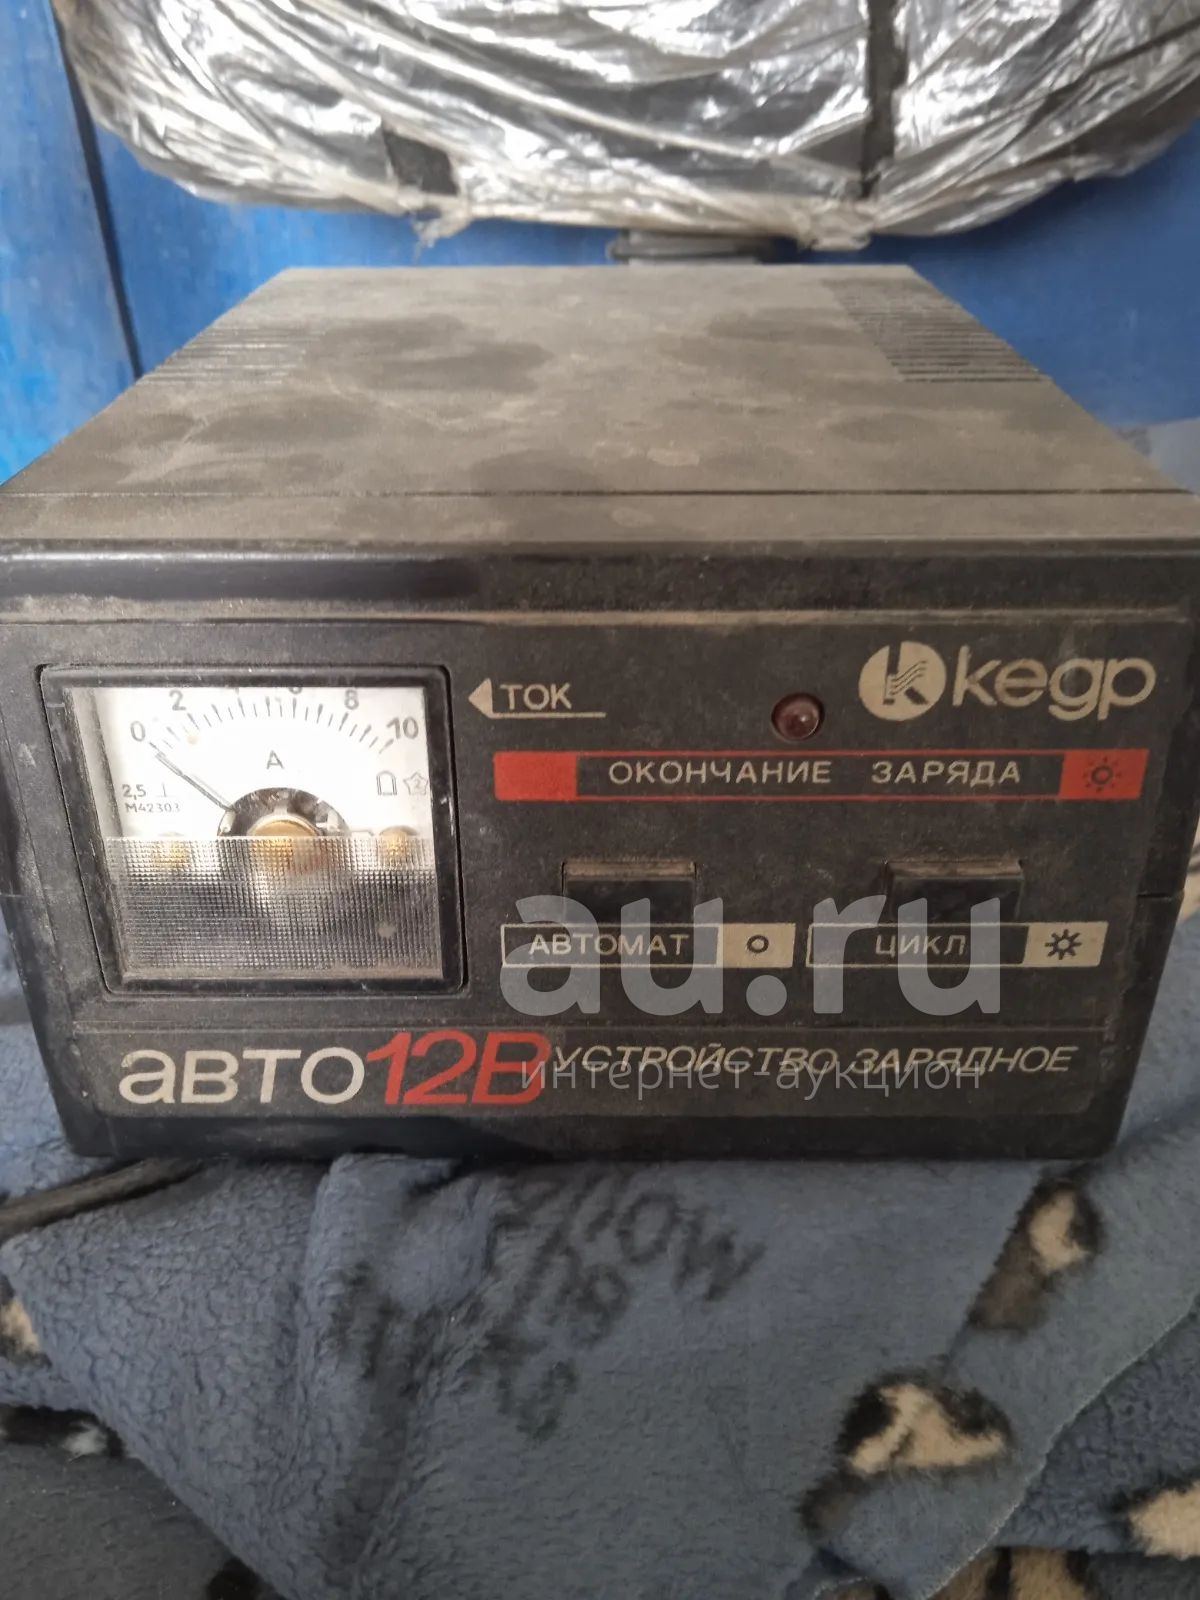 кедр
ТОК
0 2 4 6 8 10
А
2,5
М42303
ОКОНЧАНИЕ ЗАРЯДА
АВТОМАТ
ЦИКЛ
авто12В УСТРОЙСТВО ЗАРЯДНОЕ
au.ru
интернет аукцион